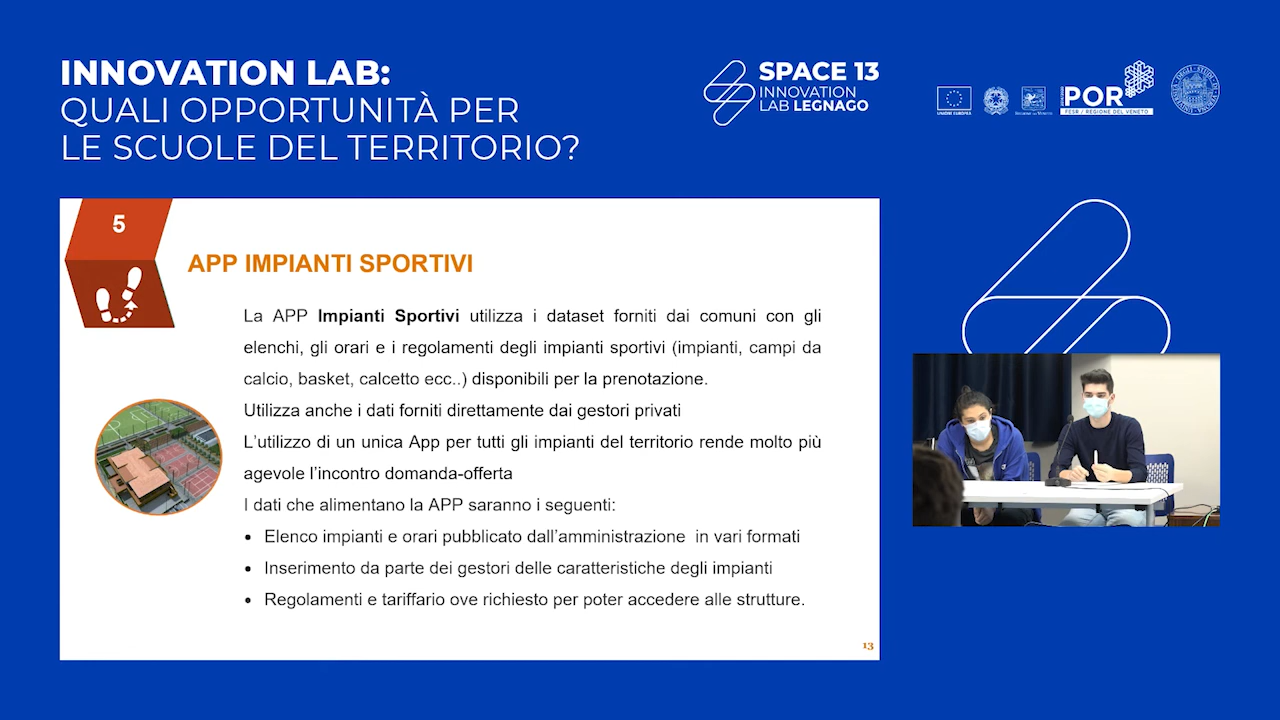 INNOVATION LAB:
QUALI OPPORTUNITÀ PER
LE SCUOLE DEL TERRITORIO?
SPACE 13
INNOVATION
LAB LEGNAGO
UNIONE EUROPEA
REGIONE DEL VENETO
POR
FESR / REGIONE DEL VENETO
5
APP IMPIANTI SPORTIVI
La APP Impianti Sportivi utilizza i dataset forniti dai comuni con gli
elenchi, gli orari e i regolamenti degli impianti sportivi (impianti, campi da
calcio, basket, calcetto ecc..) disponibili per la prenotazione.
Utilizza anche i dati forniti direttamente dai gestori privati
L'utilizzo di un unica App per tutti gli impianti del territorio rende molto più
agevole l'incontro domanda-offerta
I dati che alimentano la APP saranno i seguenti:
• Elenco impianti e orari pubblicato dall'amministrazione in vari formati
• Inserimento da parte dei gestori delle caratteristiche degli impianti
• Regolamenti e tariffario ove richiesto per poter accedere alle strutture.
13